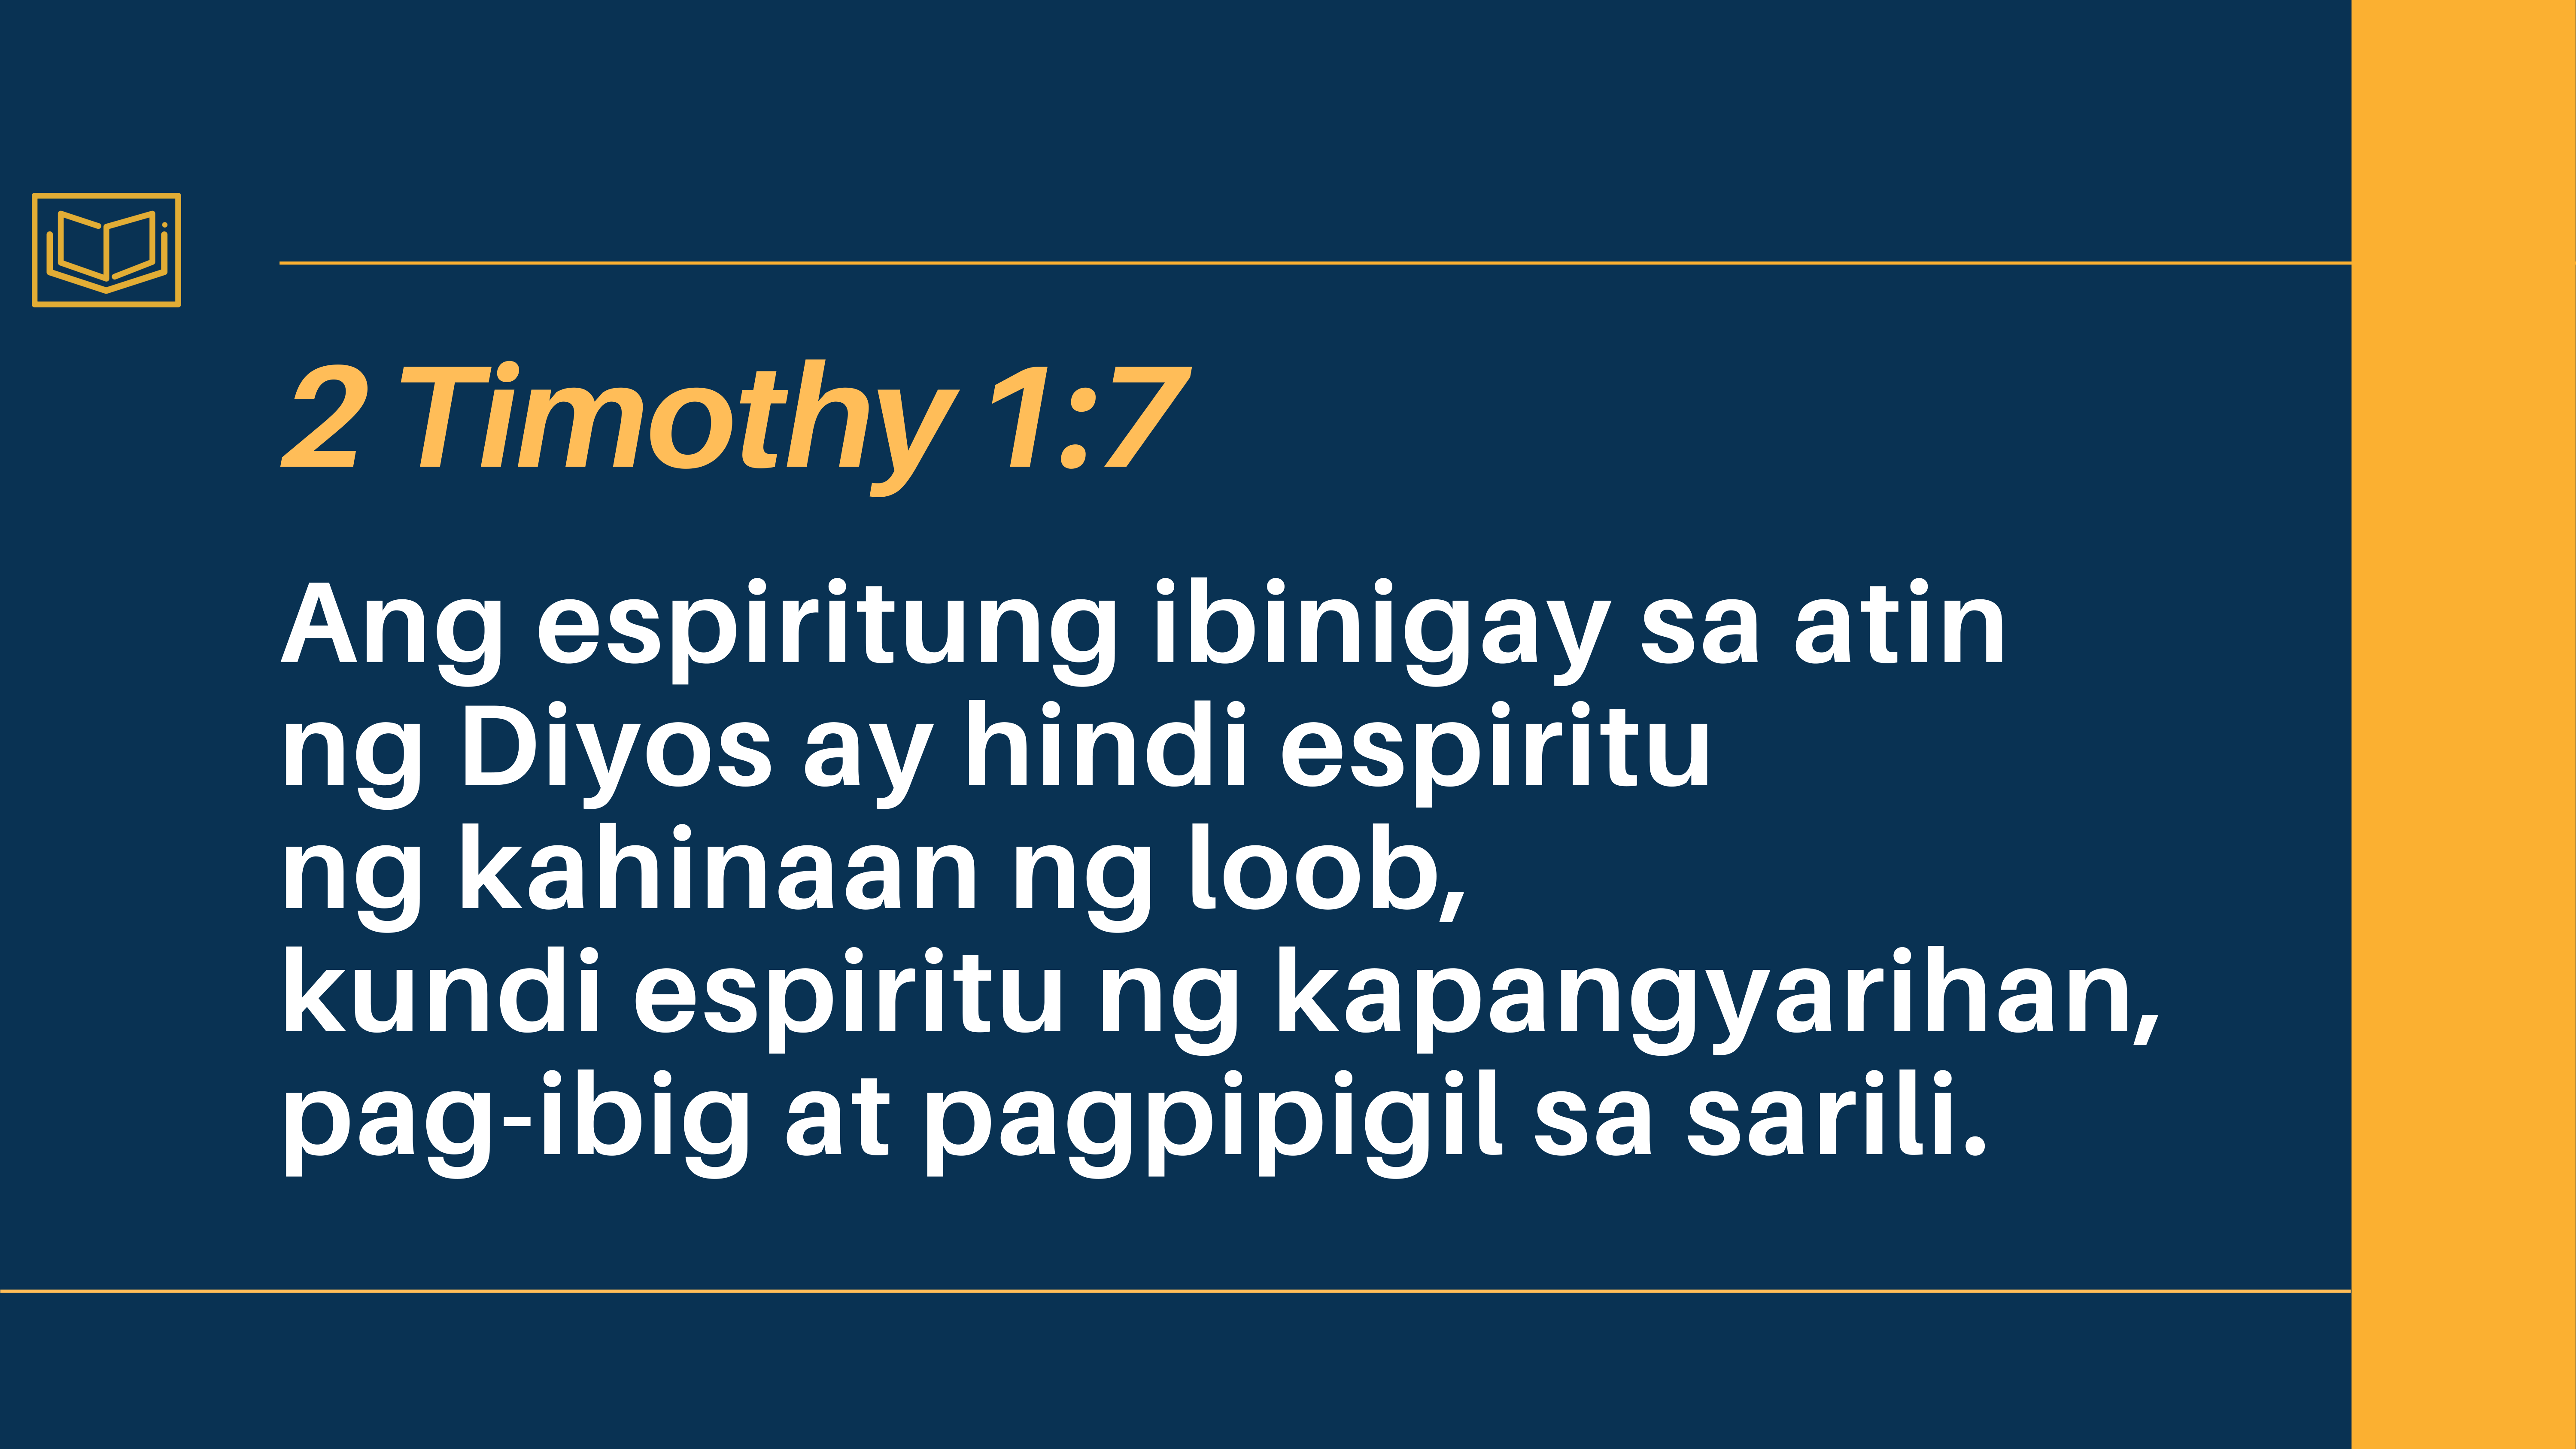 2 Timothy 1:7
Ang espiritung ibinigay sa atin
ng Diyos ay hindi espiritu
ng kahinaan ng loob,
kundi espiritu ng kapangyarihan,
pag-ibig at pagpipigil sa sarili.